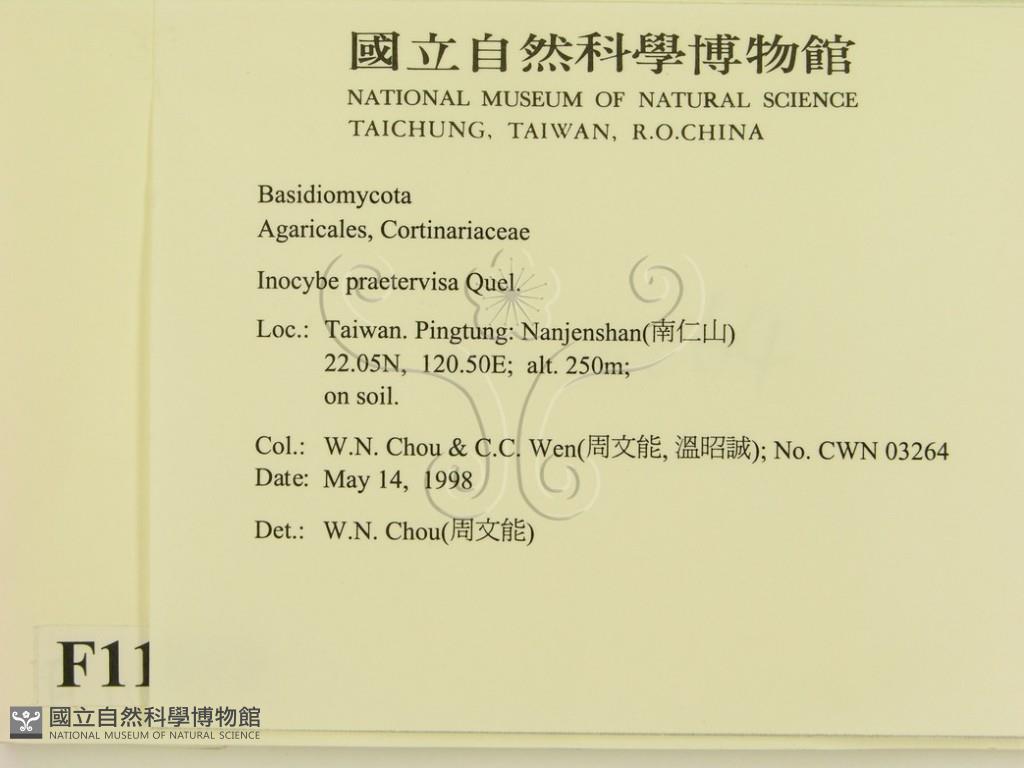 國立自然科學博物館
NATIONAL MUSEUM OF NATURAL SCIENCE
TAICHUNG, TAIWAN, R.O.CHINA
Basidiomycota
Agaricales, Cortinariaceae
Inocybe praetervisa Quel.
Loc.: Taiwan. Pingtung: Nanjenshan(南仁山)
22.05N, 120.50E; alt. 250m;
on soil.
Col.: W.N. Chou & C.C. Wen(周文能, 溫昭誠); No. CWN 03264
Date: May 14, 1998
Det.: W.N. Chou(周文能)
F11
國立自然科學博物館
NATIONAL MUSEUM OF NATURAL SCIENCE